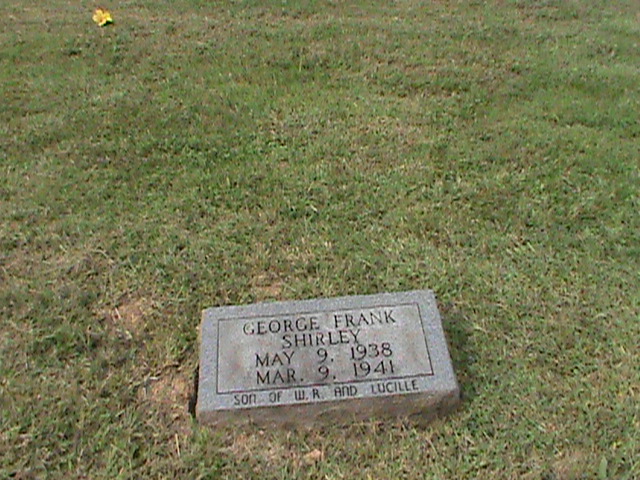 GEORGE FRANK
SHIRLEY
MAY 9, 1938
MAR. 9, 1941
SON OF W.R. AND LUCILLE